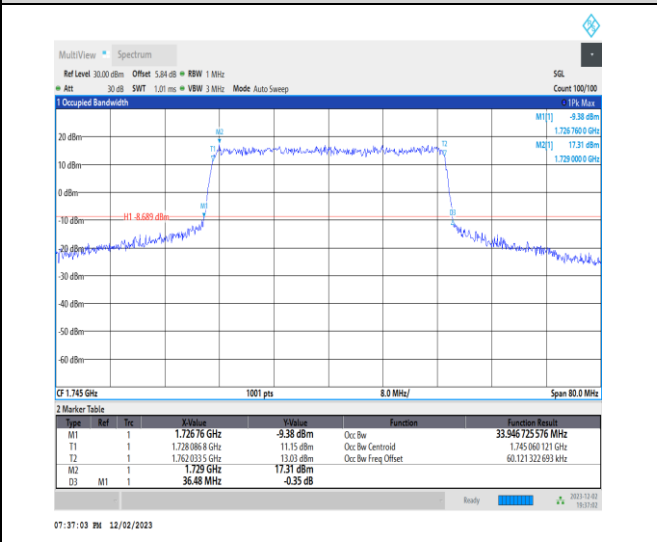 MultiView Spectrum
Ref Level 30.00 dBm Offset 5.84 dB RBW 1 MHz SGL
Att 30 dB SWT 1.01 ms VBW 3 MHz Mode Auto Sweep Count 100/100
1 Occupied Bandwidth 1Pk Max
M1[1] -9.38 dBm
1.726 760 0 GHz
M2[1] 17.31 dBm
1.729 000 0 GHz
M2
20 dBm
T1
T2
10 dBm
0 dBm
M1
D3
H1 -8.689 dBm
-10 dBm
-20 dBm
-30 dBm
-40 dBm
-50 dBm
-60 dBm
CF 1.745 GHz 1001 pts 8.0 MHz/ Span 80.0 MHz
2 Marker Table
Type Ref Trc X-Value Y-Value Function Function Result
M1 1 1.726 76 GHz -9.38 dBm Occ Bw 33.946 725 576 MHz
T1 1 1.728 086 8 GHz 11.15 dBm Occ Bw Centroid 1.745 060 121 GHz
T2 1 1.762 033 5 GHz 13.03 dBm Occ Bw Freq Offset 60.121 322 693 kHz
M2 1 1.729 GHz 17.31 dBm
D3 M1 1 36.48 MHz -0.35 dB
Ready 2023-12-02
19:37:02
07:37:03 PM 12/02/2023